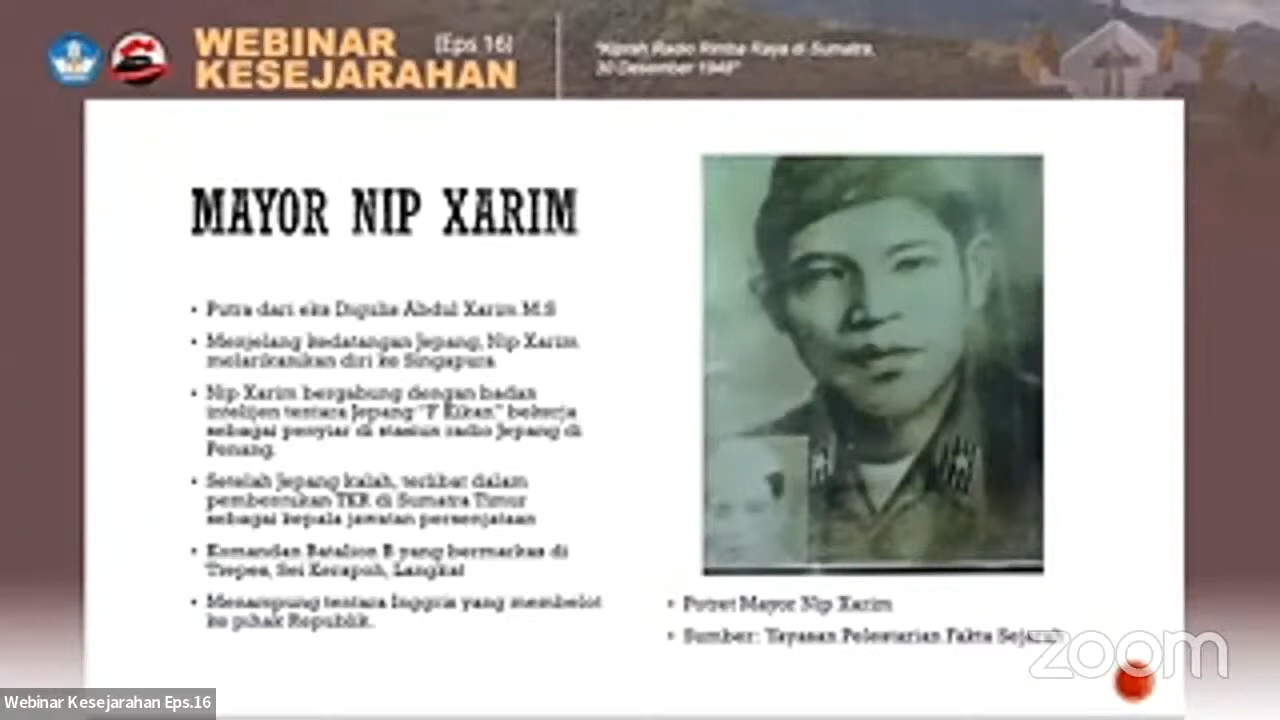 WEBINAR
KESEJARAHAN
(Eps 16)
"Kiprah Radio Rimba Raya di Sumatra,
20 Desember 1948"
MAYOR NIP XARIM
• Putra dari eks Digulis Abdul Xarim M.S
• Menjelang kedatangan Jepang, Nip Xarim
melarikanikan diri ke Singapura
• Nip Xarim bergabung dengan badan
intelijen tentara Jepang "F Kikan" bekerja
sebagai penyiar di stasiun radio Jepang di
Penang.
• Setelah Jepang kalah, terlibat dalam
pembentukan TKR di Sumatra Timur
sebagai kepala jawatan persenjataan
• Komandan Batalion B yang bermarkas di
Sei Kerapoh, Langkat
• Menampung tentara Inggris yang membelot
ke pihak Republik.
• Potret Mayor Nip Xarim
• Sumber: Yayasan Pelestarian Fakta Sejarah
zoom
Webinar Kesejarahan Eps.16